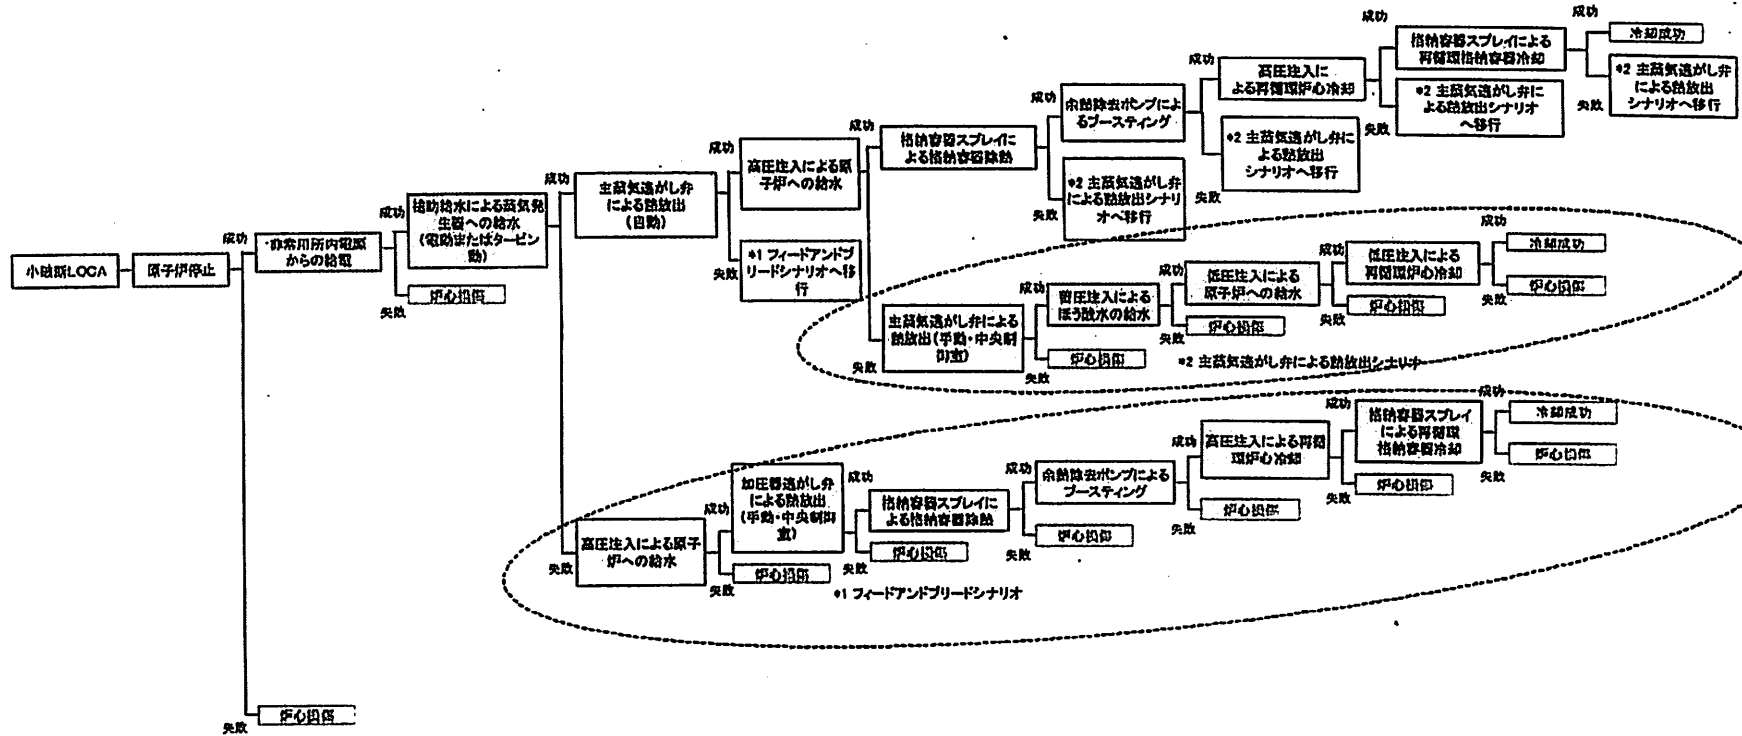 小破断LOCA
原子炉停止
成功
失敗
炉心損傷
非常用所内電源
からの給電
成功
失敗
炉心損傷
補助給水による蒸気発
生器への給水
(電動またはタービン
動)
成功
失敗
主蒸気逃がし弁
による熱放出
(自動)
成功
失敗
*1 フィードアンドブ
リードシナリオへ移
行
高圧注入による原
子炉への給水
成功
失敗
格納容器スプレイに
よる格納容器除熱
成功
失敗
*2 主蒸気逃がし弁
による熱放出シナリ
オへ移行
余熱除去ポンプによ
るブースティング
成功
失敗
*2 主蒸気逃がし弁に
よる熱放出
シナリオへ移行
高圧注入に
よる再循環炉心冷却
成功
失敗
*2 主蒸気逃がし弁に
よる熱放出シナリオ
へ移行
格納容器スプレイによる
再循環格納容器冷却
成功
失敗
冷却成功
*2 主蒸気逃がし弁
による熱放出
シナリオへ移行
主蒸気逃がし弁による
熱放出(手動・中央制
御室)
成功
失敗
炉心損傷
蓄圧注入による
ほう酸水の給水
成功
失敗
炉心損傷
低圧注入による
原子炉への給水
成功
失敗
炉心損傷
低圧注入による
再循環炉心冷却
成功
失敗
冷却成功
炉心損傷
*2 主蒸気逃がし弁による熱放出シナリオ
高圧注入による原子
炉への給水
成功
失敗
炉心損傷
加圧器逃がし弁
による熱放出
(手動・中央制御
室)
成功
失敗
炉心損傷
格納容器スプレイに
よる格納容器除熱
成功
失敗
炉心損傷
余熱除去ポンプによる
ブースティング
成功
失敗
炉心損傷
高圧注入による再循
環炉心冷却
成功
失敗
炉心損傷
格納容器スプレイ
による再循環
格納容器冷却
成功
失敗
冷却成功
炉心損傷
*1 フィードアンドブリードシナリオ